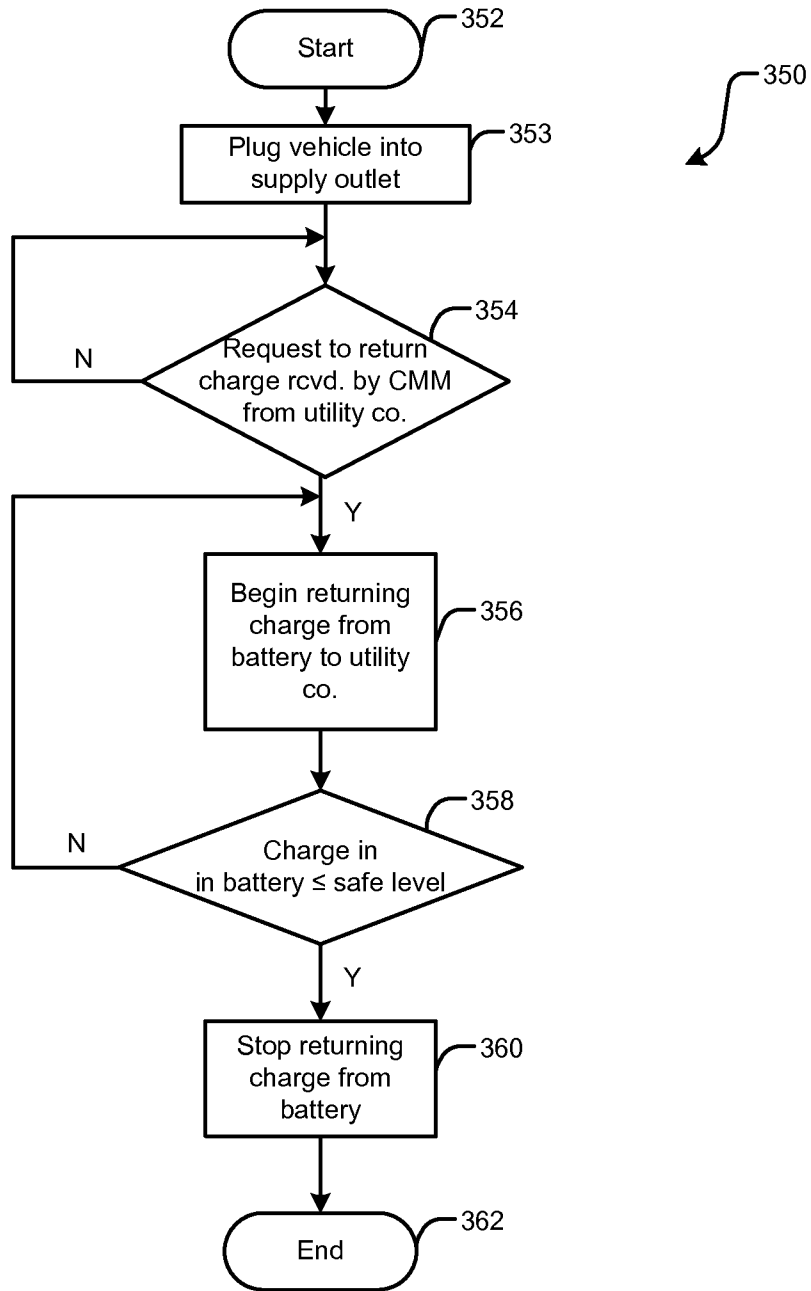 Start
352
350
Plug vehicle into
supply outlet
353
354
Request to return
charge rcvd. by CMM
from utility co.
N
Y
Begin returning
charge from
battery to utility
co.
356
358
Charge in
in battery ≤ safe level
N
Y
Stop returning
charge from
battery
360
End
362